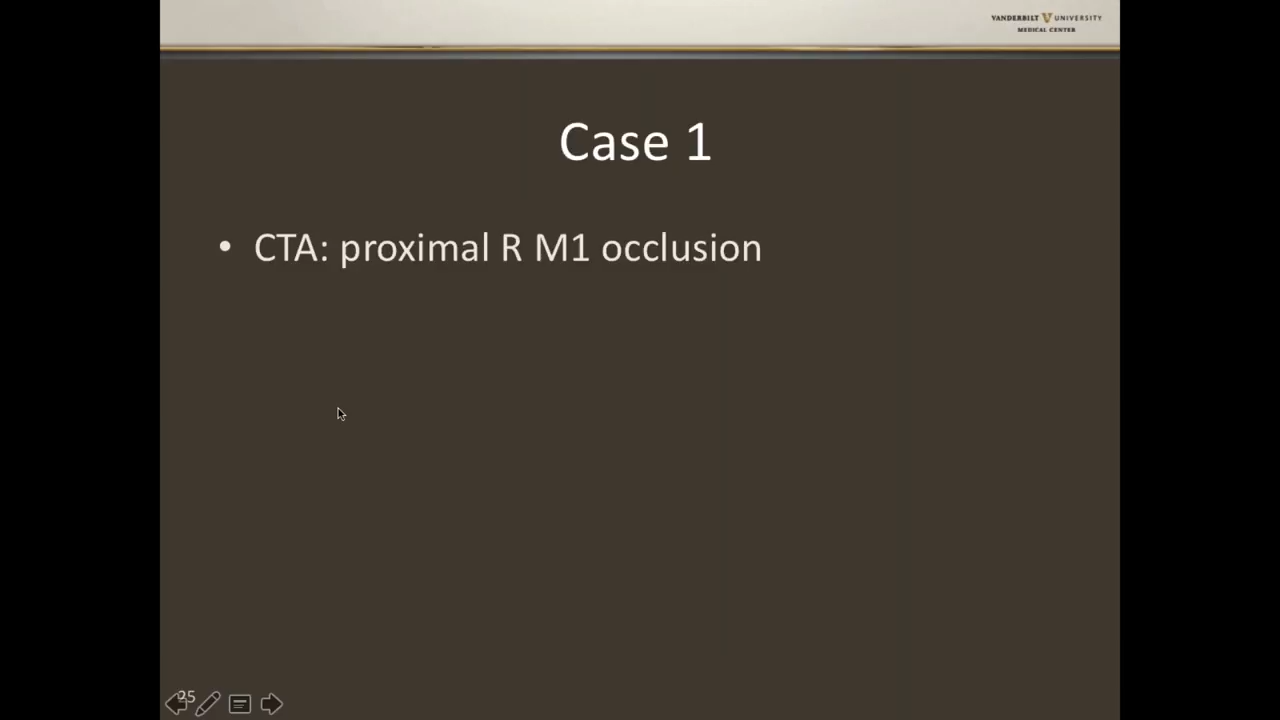 VANDERBILT V UNIVERSITY
MEDICAL CENTER
Case 1
• CTA: proximal R M1 occlusion
25